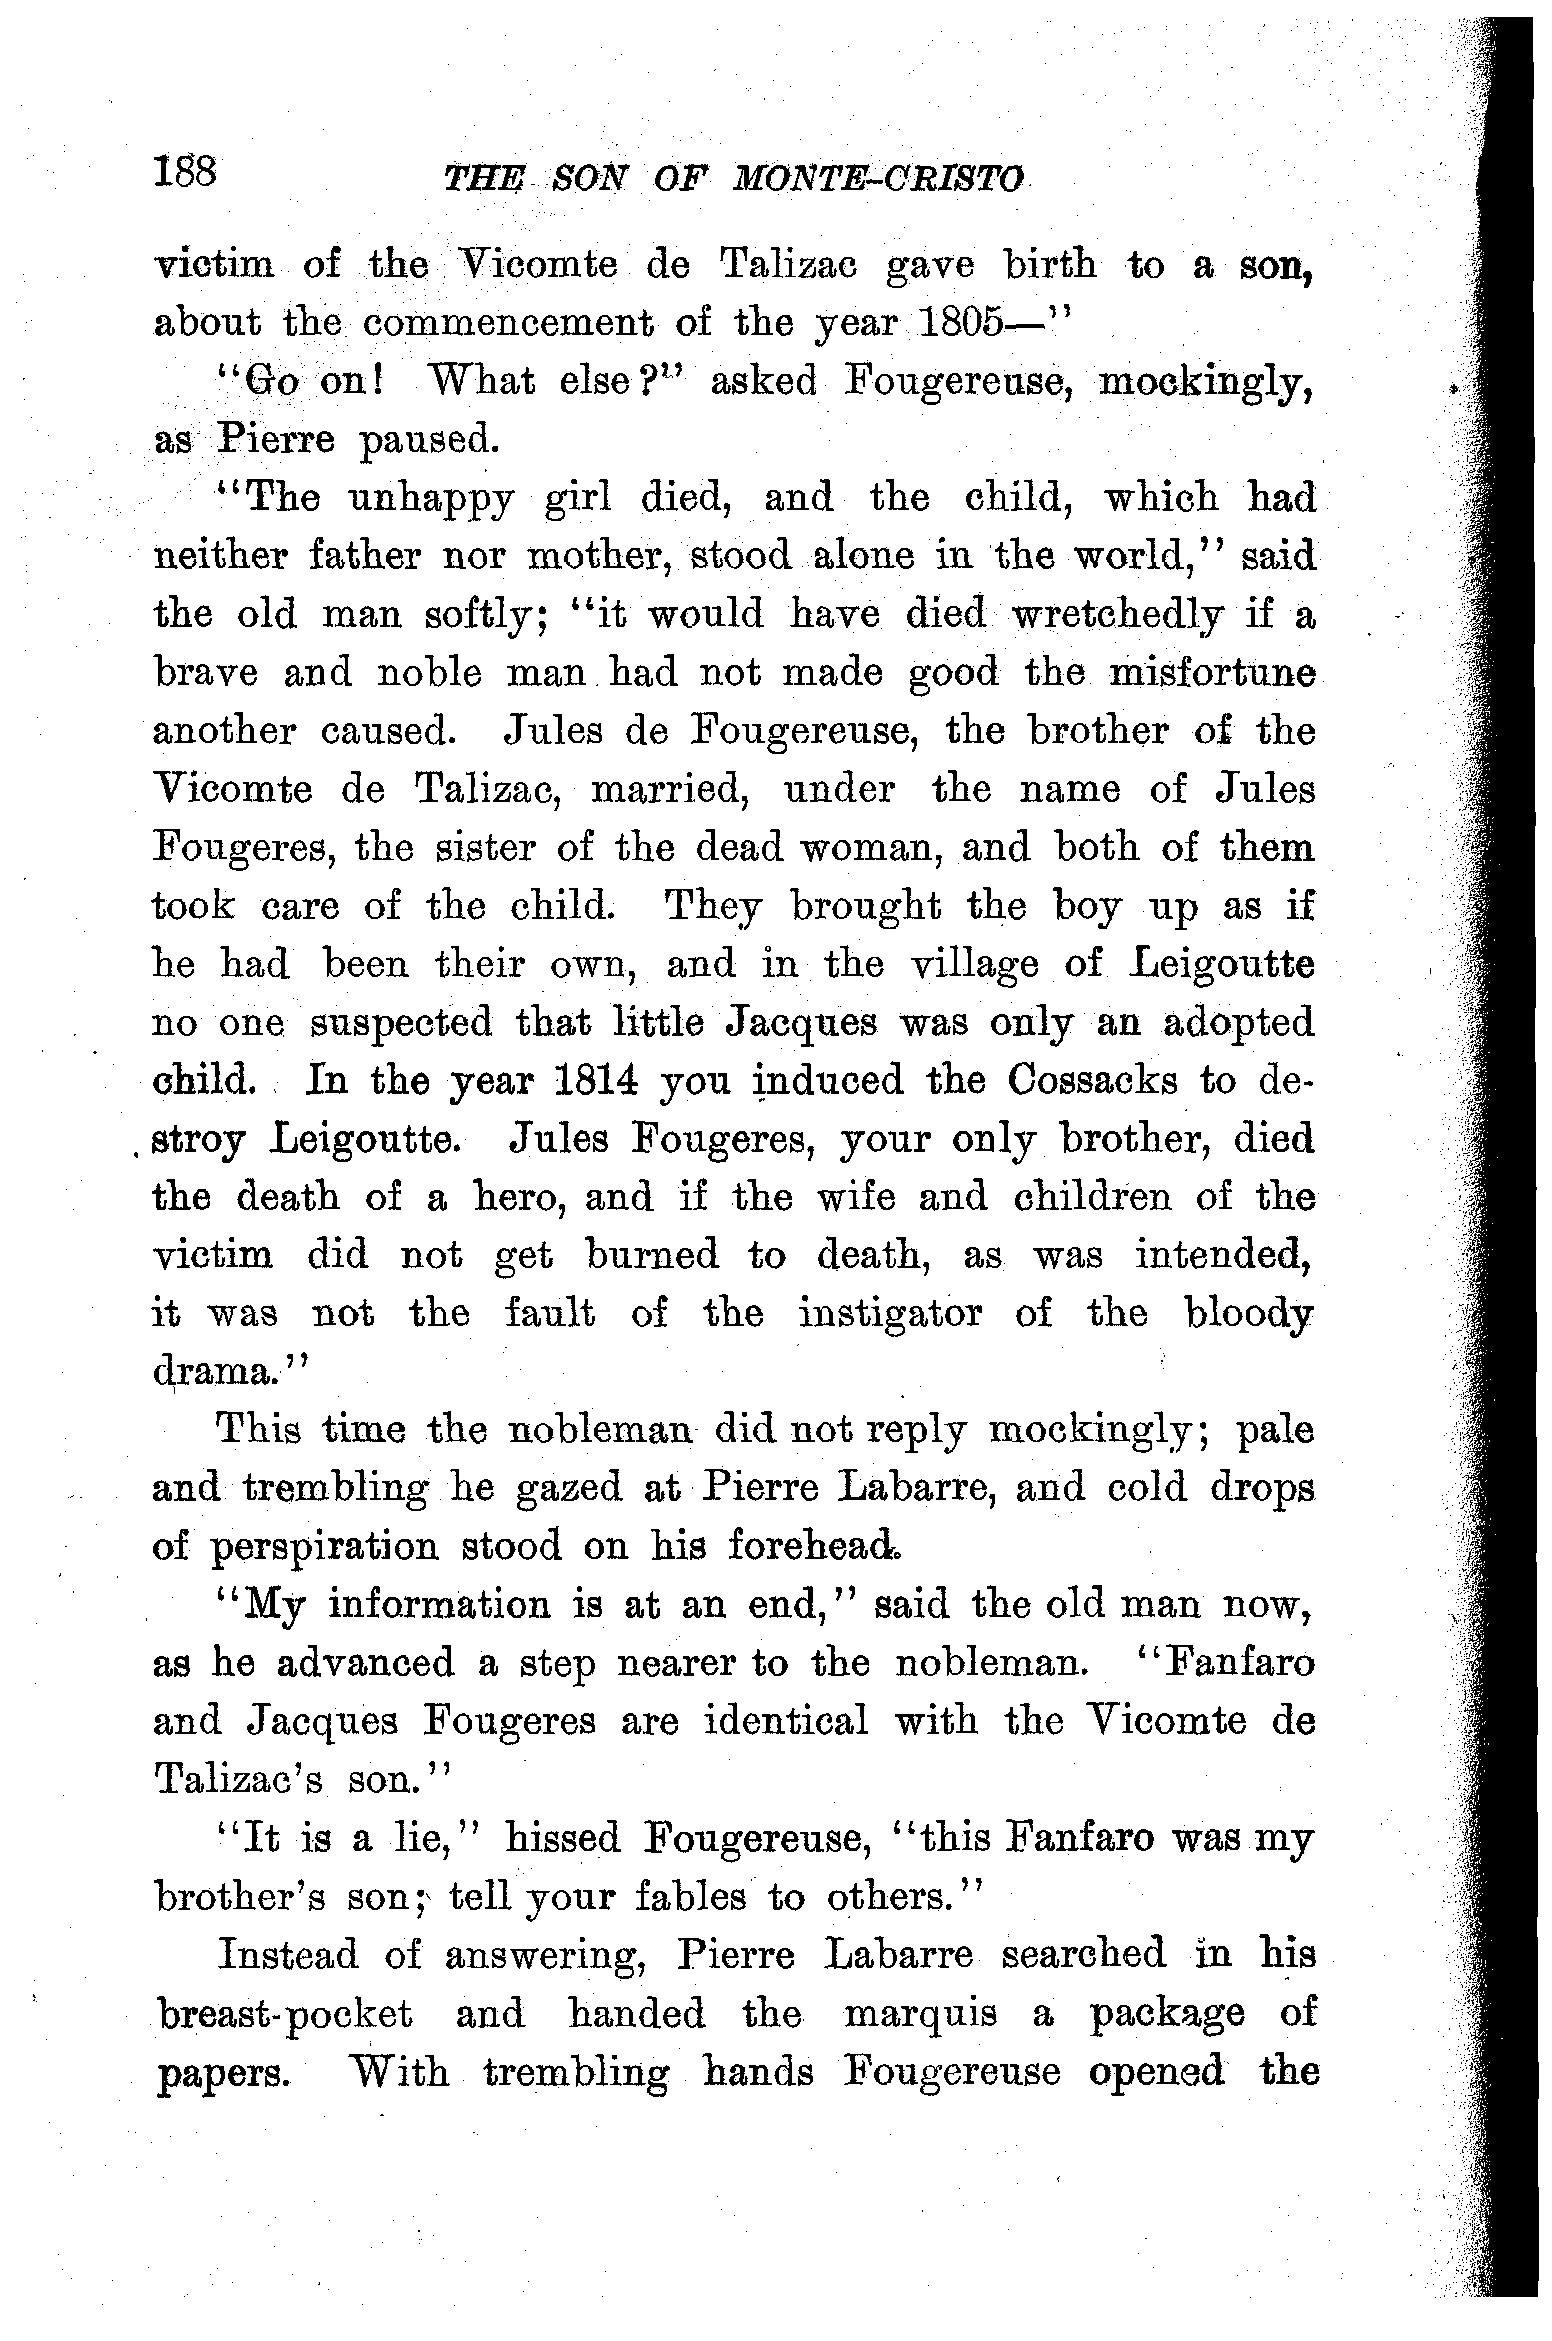 188
THE SON OF MONTE-CRISTO
victim of the Vicomte de Talizac gave birth to a son,
about the commencement of the year 1805—"
"Go on! What else?" asked Fougereuse, mockingly,
as Pierre paused.
"The unhappy girl died, and the child, which had
neither father nor mother, stood alone in the world," said
the old man softly; "it would have died wretchedly if a
brave and noble man had not made good the misfortune
another caused. Jules de Fougereuse, the brother of the
Vicomte de Talizac, married, under the name of Jules
Fougeres, the sister of the dead woman, and both of them
took care of the child. They brought the boy up as if
he had been their own, and in the village of Leigoutte
no one suspected that little Jacques was only an adopted
child. In the year 1814 you induced the Cossacks to de-
stroy Leigoutte. Jules Fougeres, your only brother, died
the death of a hero, and if the wife and children of the
victim did not get burned to death, as was intended,
it was not the fault of the instigator of the bloody
drama."
This time the nobleman did not reply mockingly; pale
and trembling he gazed at Pierre Labarre, and cold drops
of perspiration stood on his forehead.
"My information is at an end," said the old man now,
as he advanced a step nearer to the nobleman. "Fanfaro
and Jacques Fougeres are identical with the Vicomte de
Talizac's son."
"It is a lie," hissed Fougereuse, "this Fanfaro was my
brother's son; tell your fables to others."
Instead of answering, Pierre Labarre searched in his
breast-pocket and handed the marquis a package of
papers. With trembling hands Fougereuse opened the